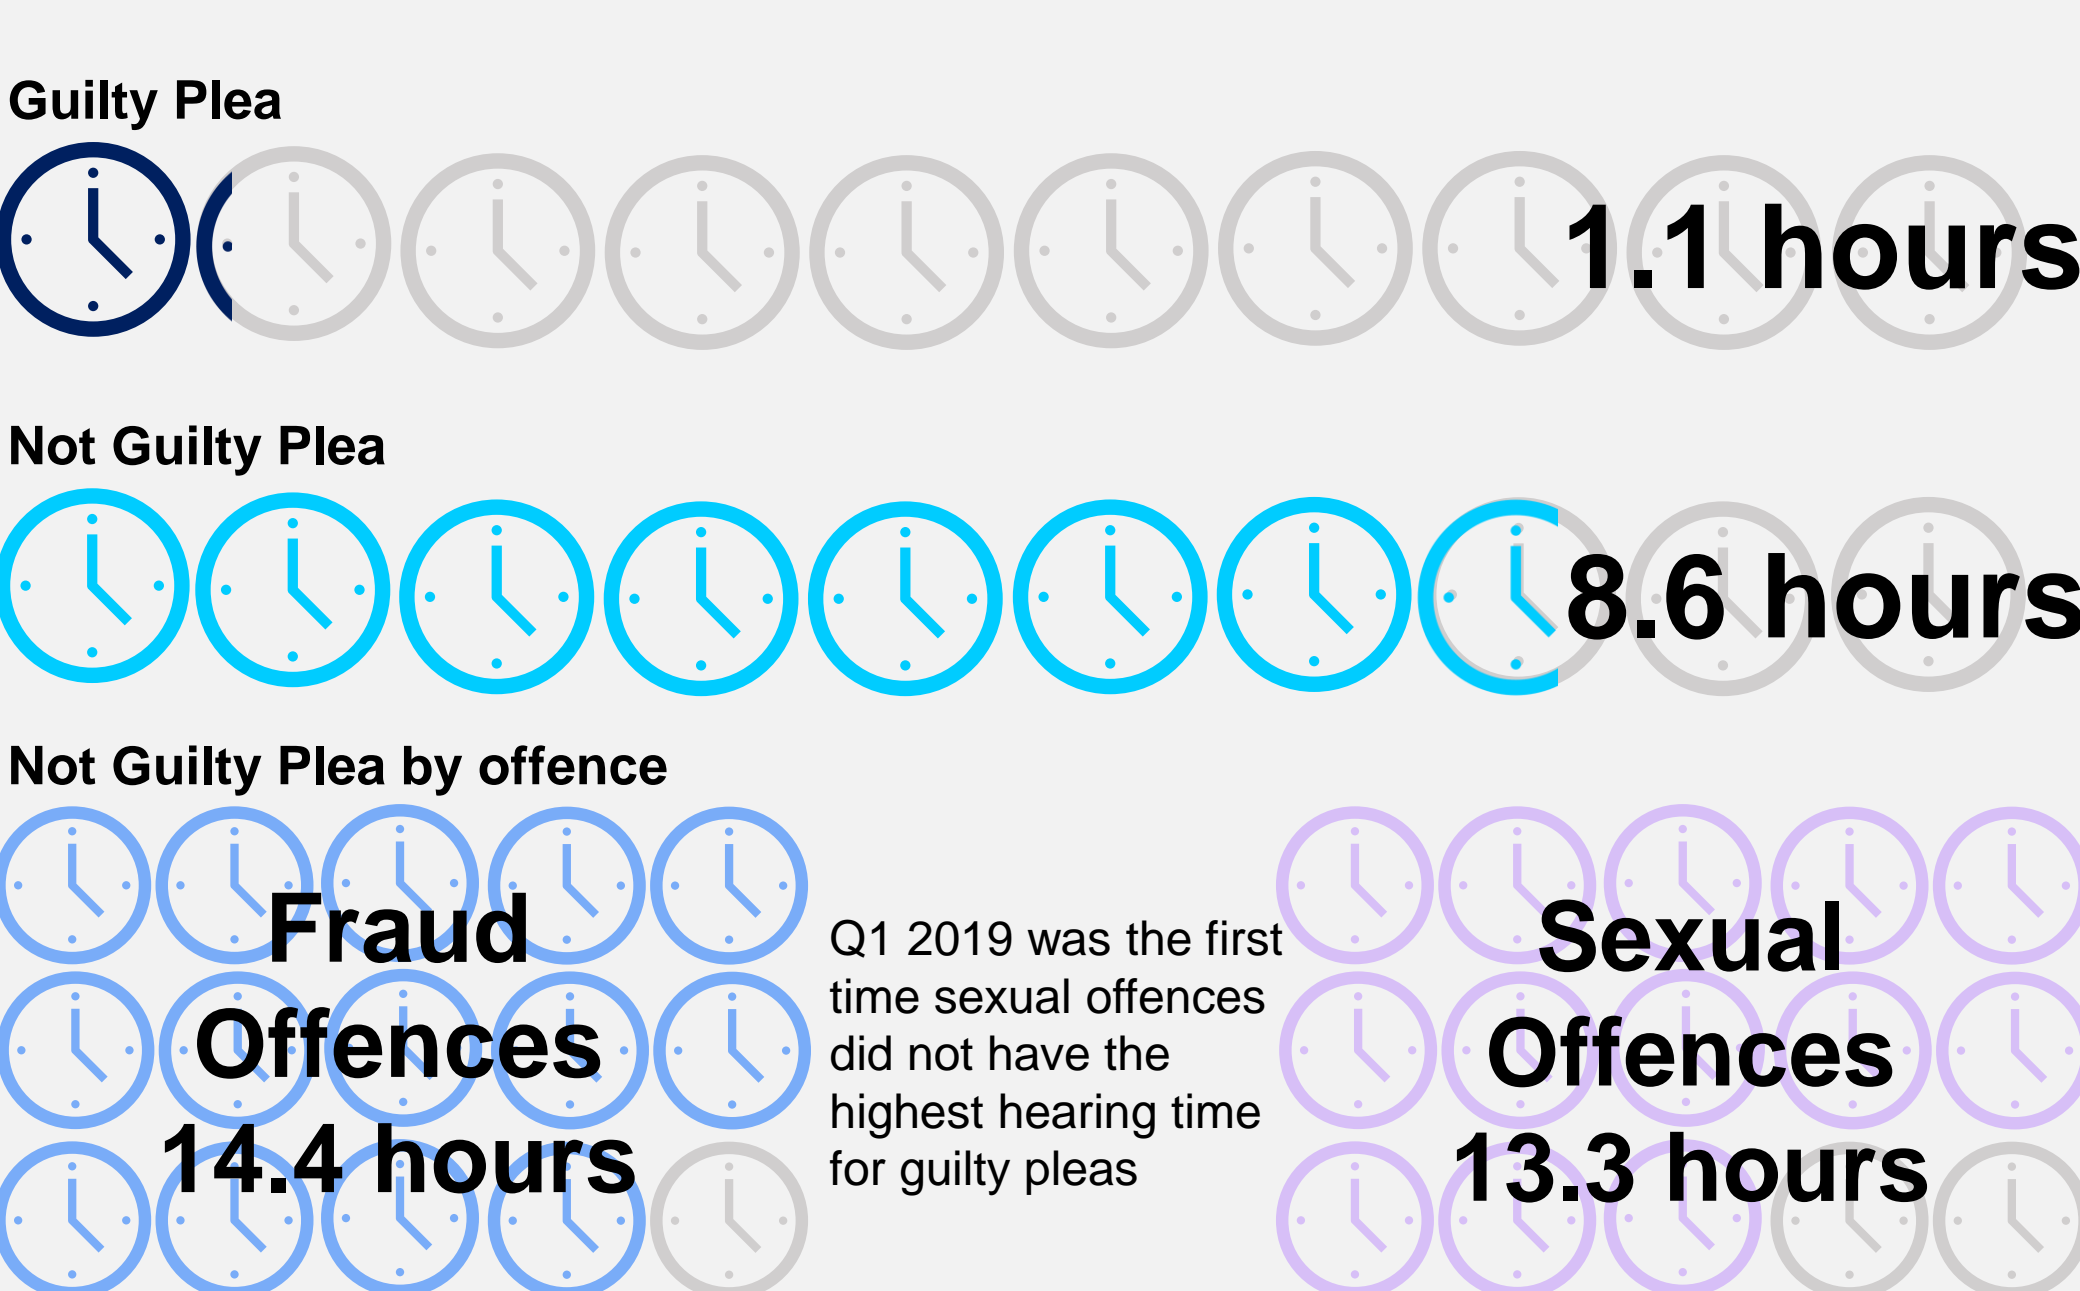 Guilty Plea
1.1 hours
Not Guilty Plea
8.6 hours
Not Guilty Plea by offence
Fraud
Offences
14.4 hours
Q1 2019 was the first
time sexual offences
did not have the
highest hearing time
for guilty pleas
Sexual
Offences
13.3 hours